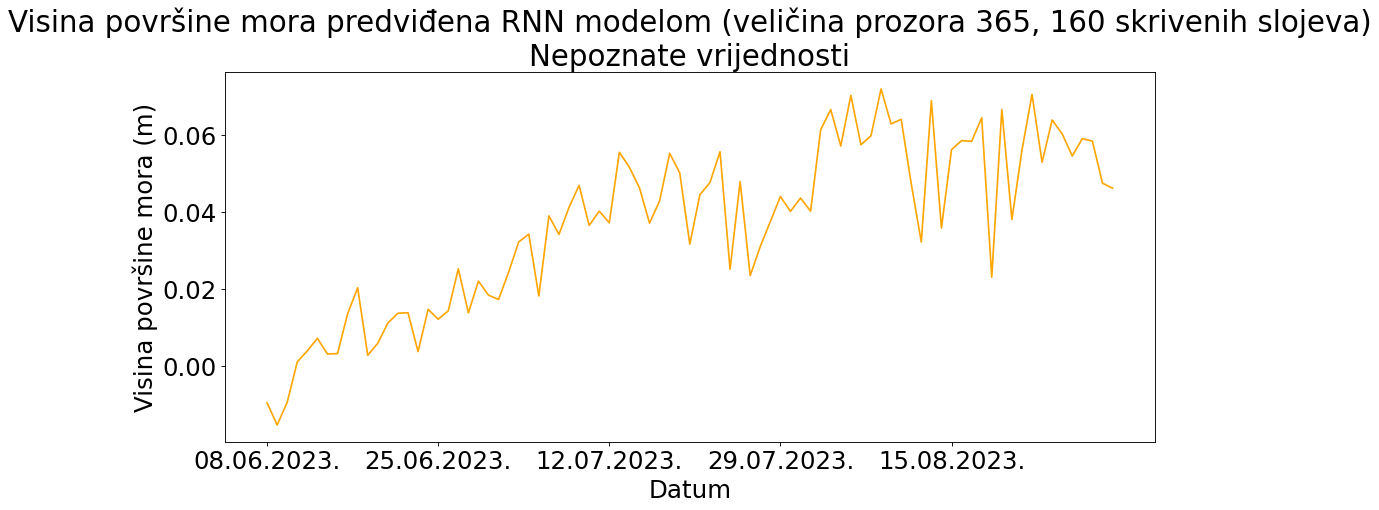 Visina površine mora predviđena RNN modelom (veličina prozora 365, 160 skrivenih slojeva)
Nepoznate vrijednosti
Visina površine mora (m)
0.06
0.04
0.02
0.00
08.06.2023. 25.06.2023. 12.07.2023. 29.07.2023. 15.08.2023.
Datum